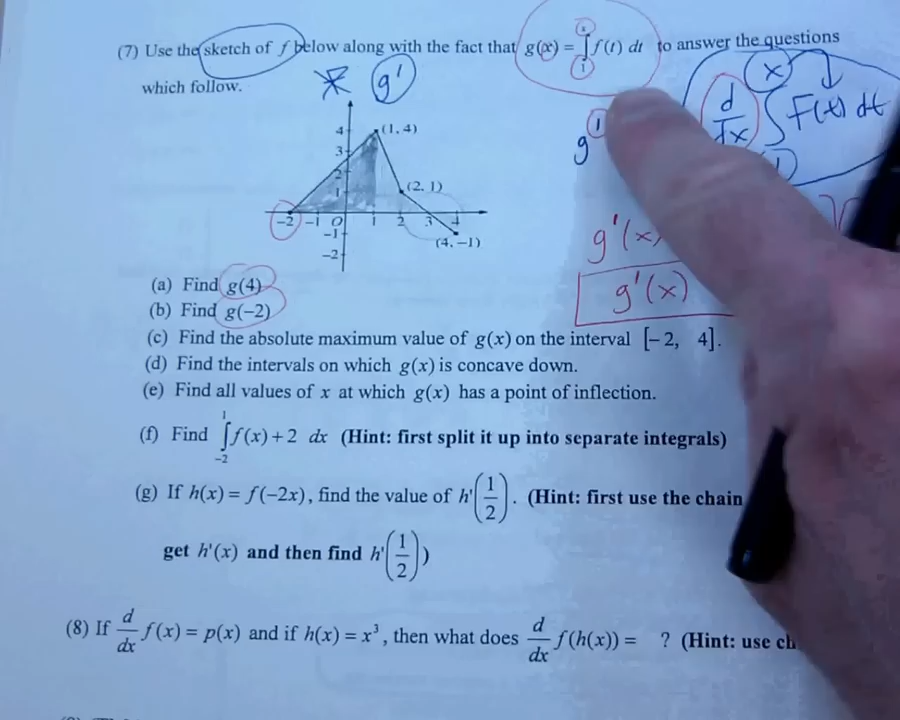 (7) Use the sketch of f below along with the fact that g(x) = ∫₁ˣ f(t) dt to answer the questions
which follow.
* g'
d/dx ∫₁ˣ F(t) dt
g'
4
(1, 4)
3
2
1
(2, 1)
-2 -1 O 1 2 3 4
-1
(4, -1)
-2
g'(x)
g'(x)
(a) Find g(4)
(b) Find g(-2)
(c) Find the absolute maximum value of g(x) on the interval [-2, 4].
(d) Find the intervals on which g(x) is concave down.
(e) Find all values of x at which g(x) has a point of inflection.
(f) Find ∫₋₂¹ f(x) + 2 dx (Hint: first split it up into separate integrals)
(g) If h(x) = f(-2x), find the value of h'(1/2). (Hint: first use the chain
get h'(x) and then find h'(1/2))
(8) If d/dx f(x) = p(x) and if h(x) = x³, then what does d/dx f(h(x)) = ? (Hint: use